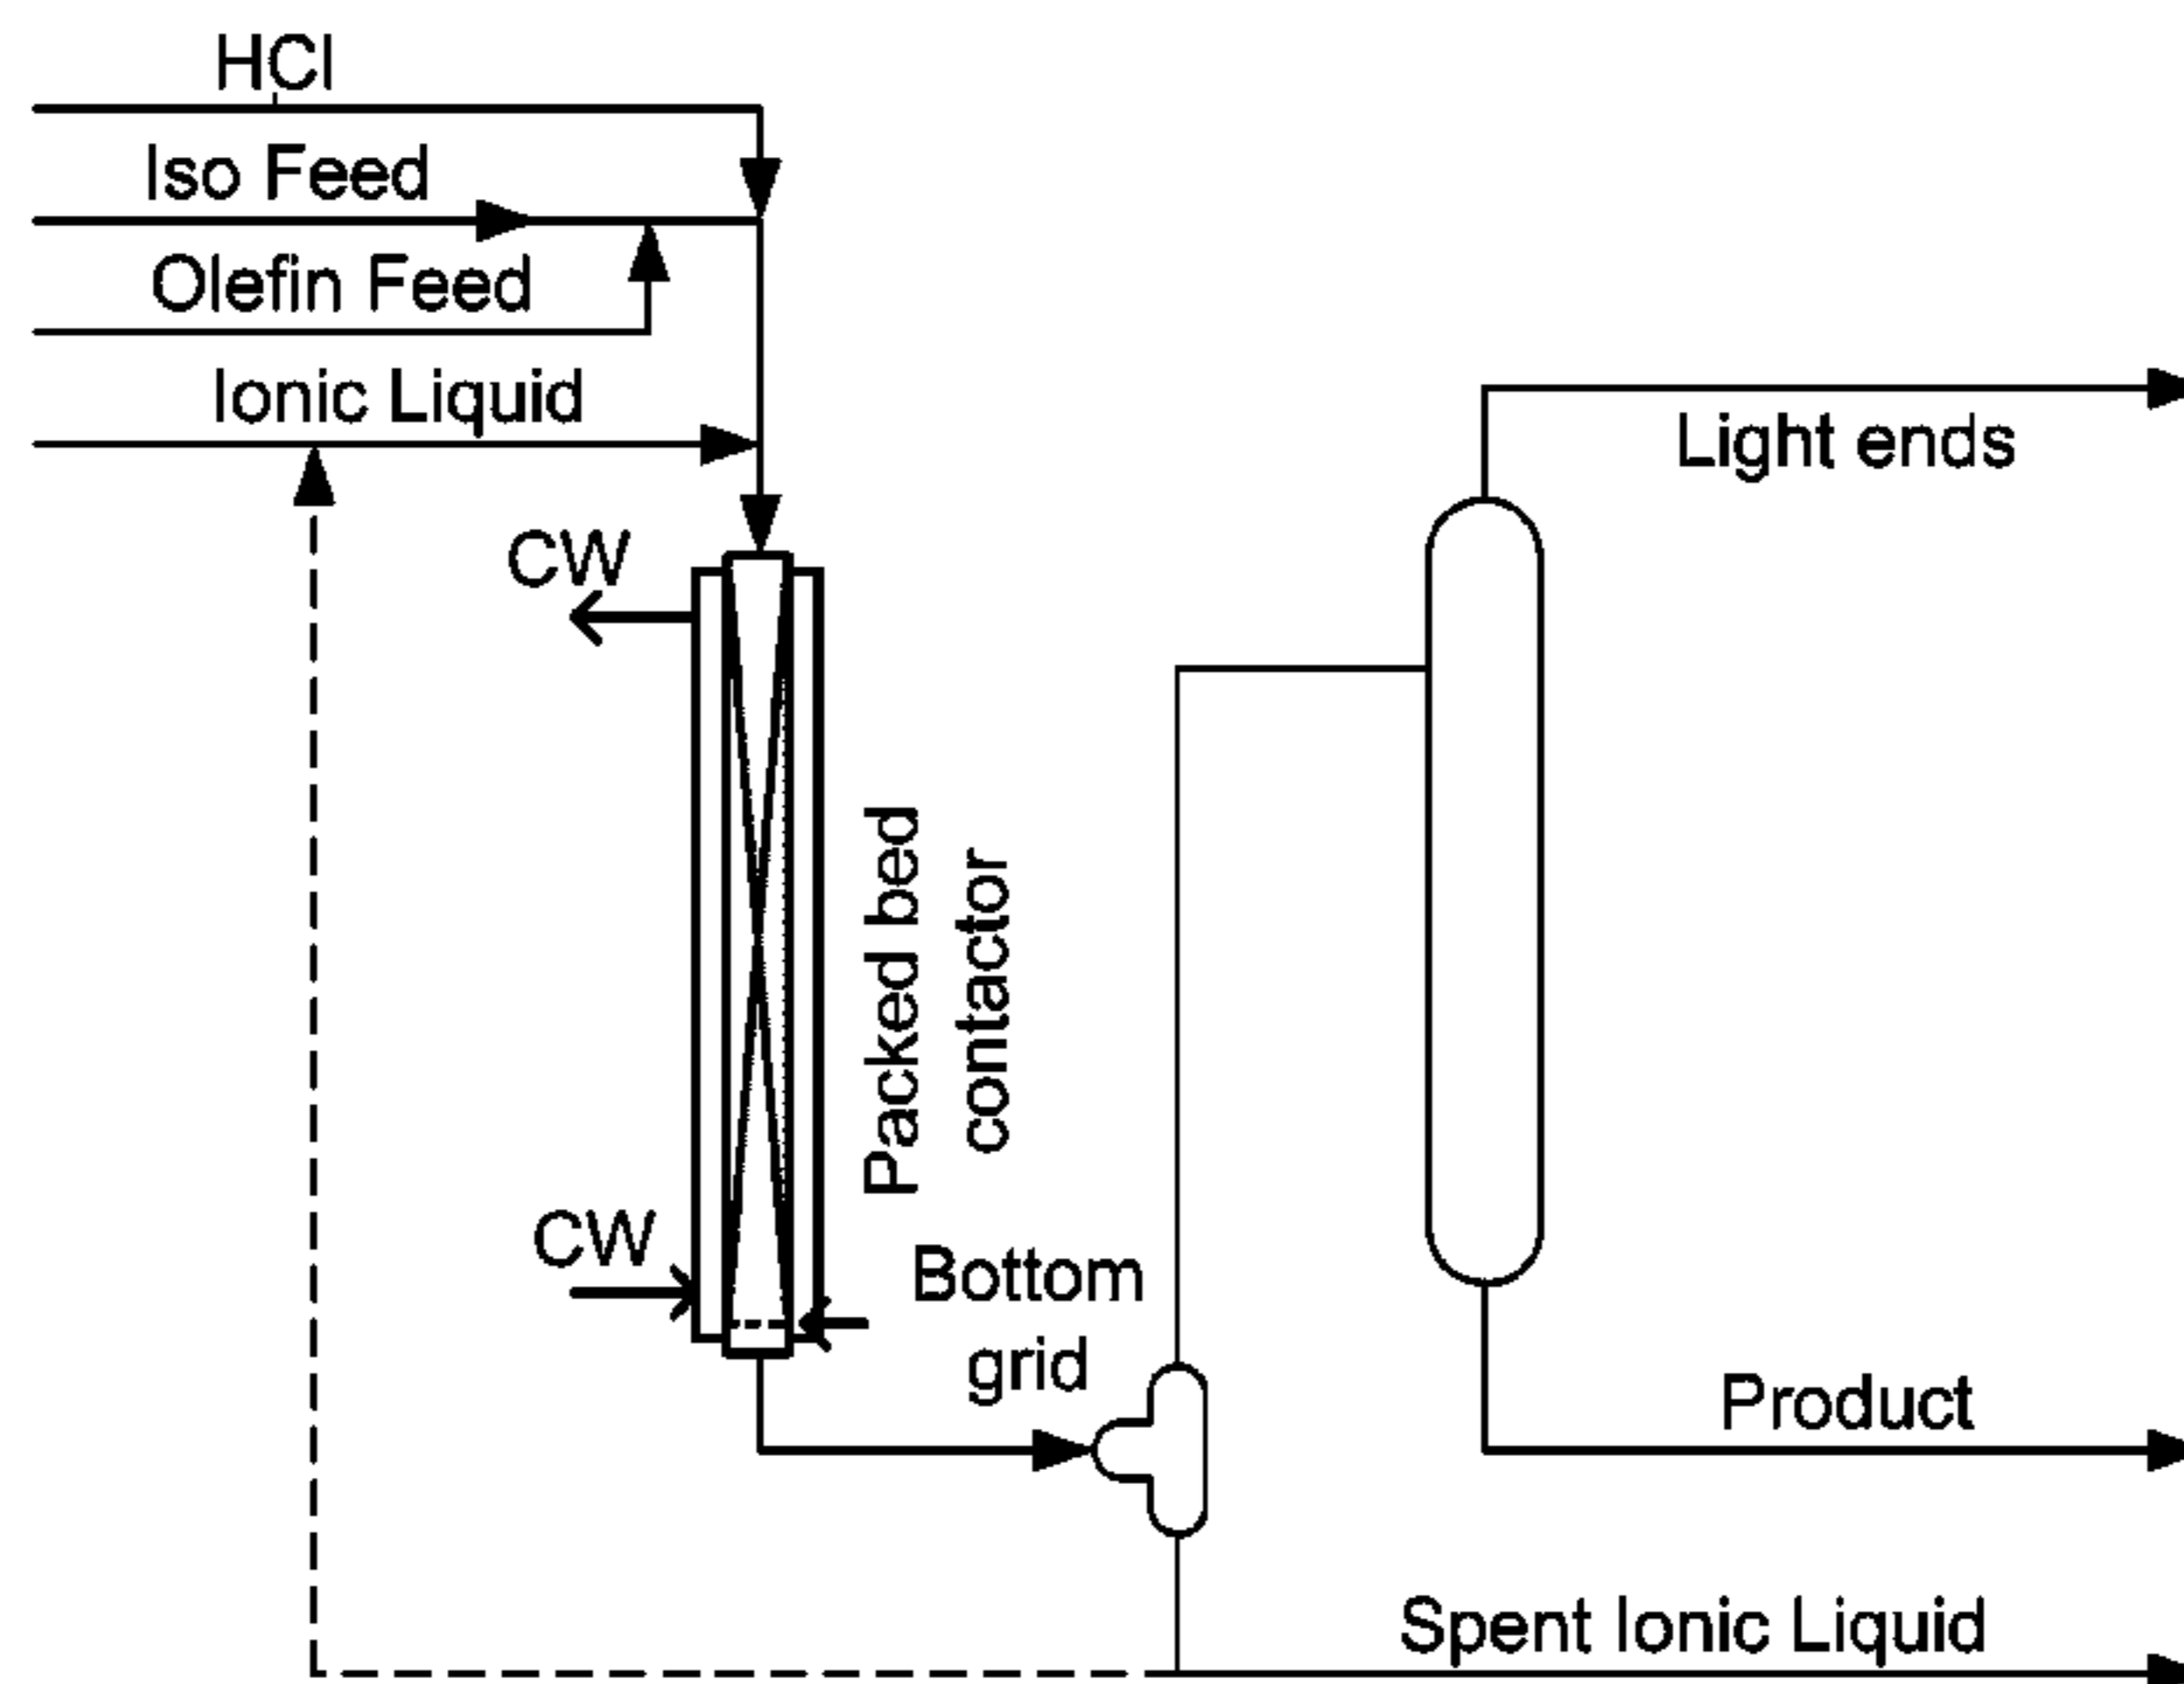 HCl
Iso Feed
Olefin Feed
Ionic Liquid
Light ends
CW
Packed bed
contactor
CW
Bottom
grid
Product
Spent Ionic Liquid